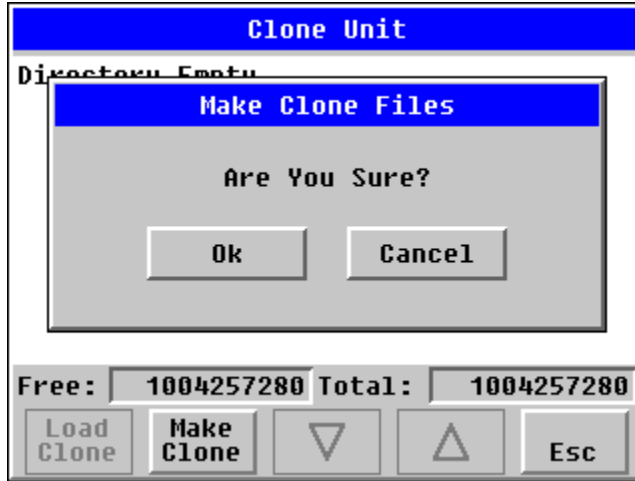 Clone Unit
Directory Empty
Make Clone Files
Are You Sure?
Ok Cancel
Free: 1004257280 Total: 1004257280
Load Clone
Make Clone
Esc